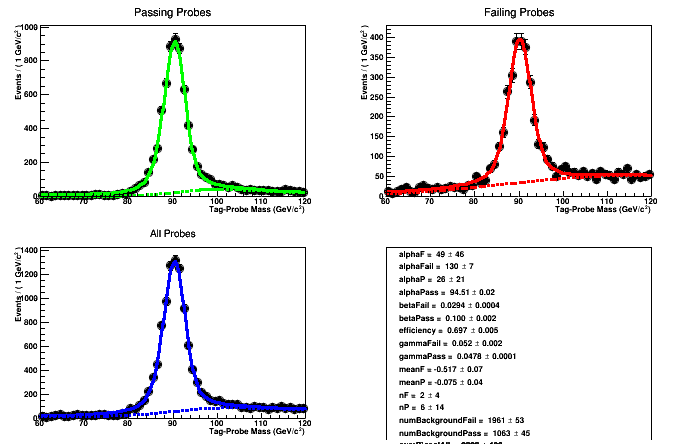 Passing Probes
Events / ( 1 GeV/c² )
1000
800
600
400
200
0
60 70 80 90 100 110 120
Tag-Probe Mass (GeV/c²)
Failing Probes
Events / ( 1 GeV/c² )
400
350
300
250
200
150
100
50
0
60 70 80 90 100 110 120
Tag-Probe Mass (GeV/c²)
All Probes
Events / ( 1 GeV/c² )
1400
1200
1000
800
600
400
200
0
60 70 80 90 100 110 120
Tag-Probe Mass (GeV/c²)
alphaF = 49 ± 46
alphaFail = 130 ± 7
alphaP = 26 ± 21
alphaPass = 94.51 ± 0.02
betaFail = 0.0294 ± 0.0004
betaPass = 0.100 ± 0.002
efficiency = 0.697 ± 0.005
gammaFail = 0.052 ± 0.002
gammaPass = 0.0478 ± 0.0001
meanF = -0.517 ± 0.07
meanP = -0.075 ± 0.04
nF = 2 ± 4
nP = 6 ± 14
numBackgroundFail = 1961 ± 53
numBackgroundPass = 1063 ± 45